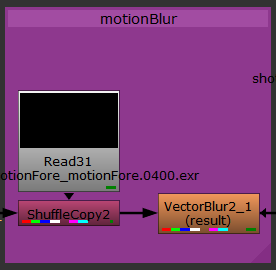 motionBlur
sho
Read31
otionFore_motionFore.0400.exr
ShuffleCopy2
VectorBlur2_1
(result)